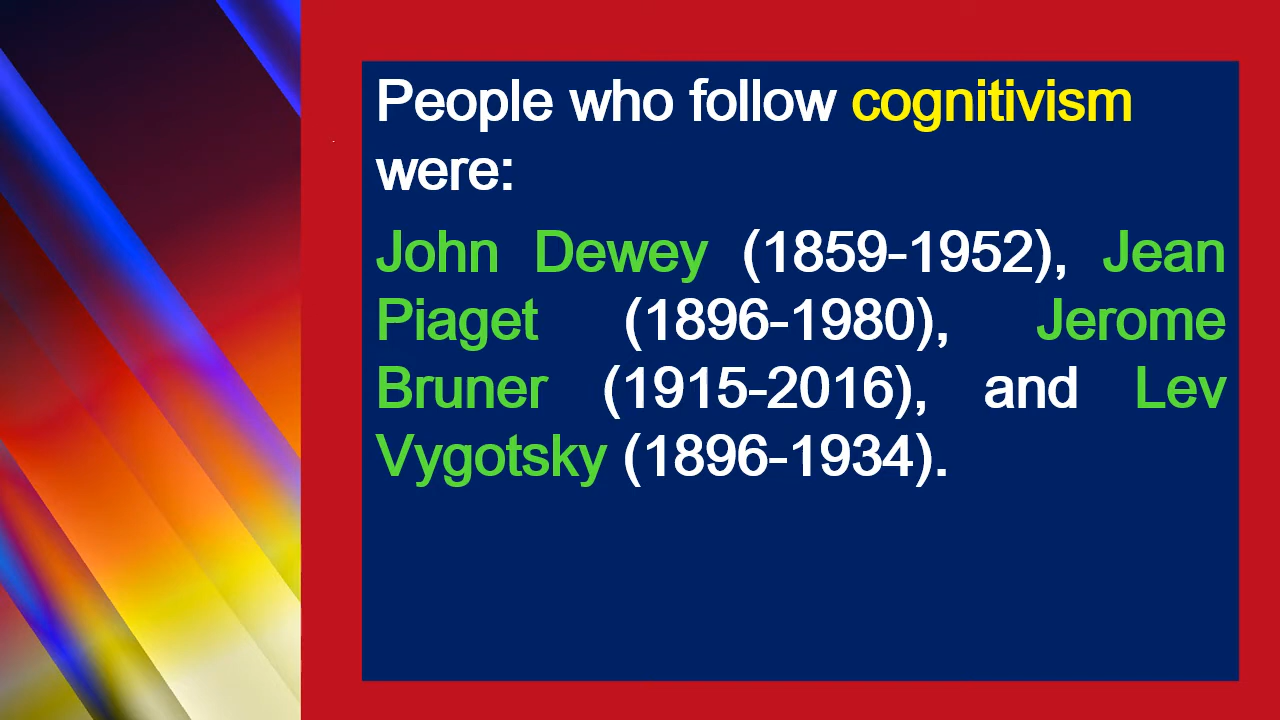 People who follow cognitivism
were:
John Dewey (1859-1952), Jean
Piaget (1896-1980), Jerome
Bruner (1915-2016), and Lev
Vygotsky (1896-1934).